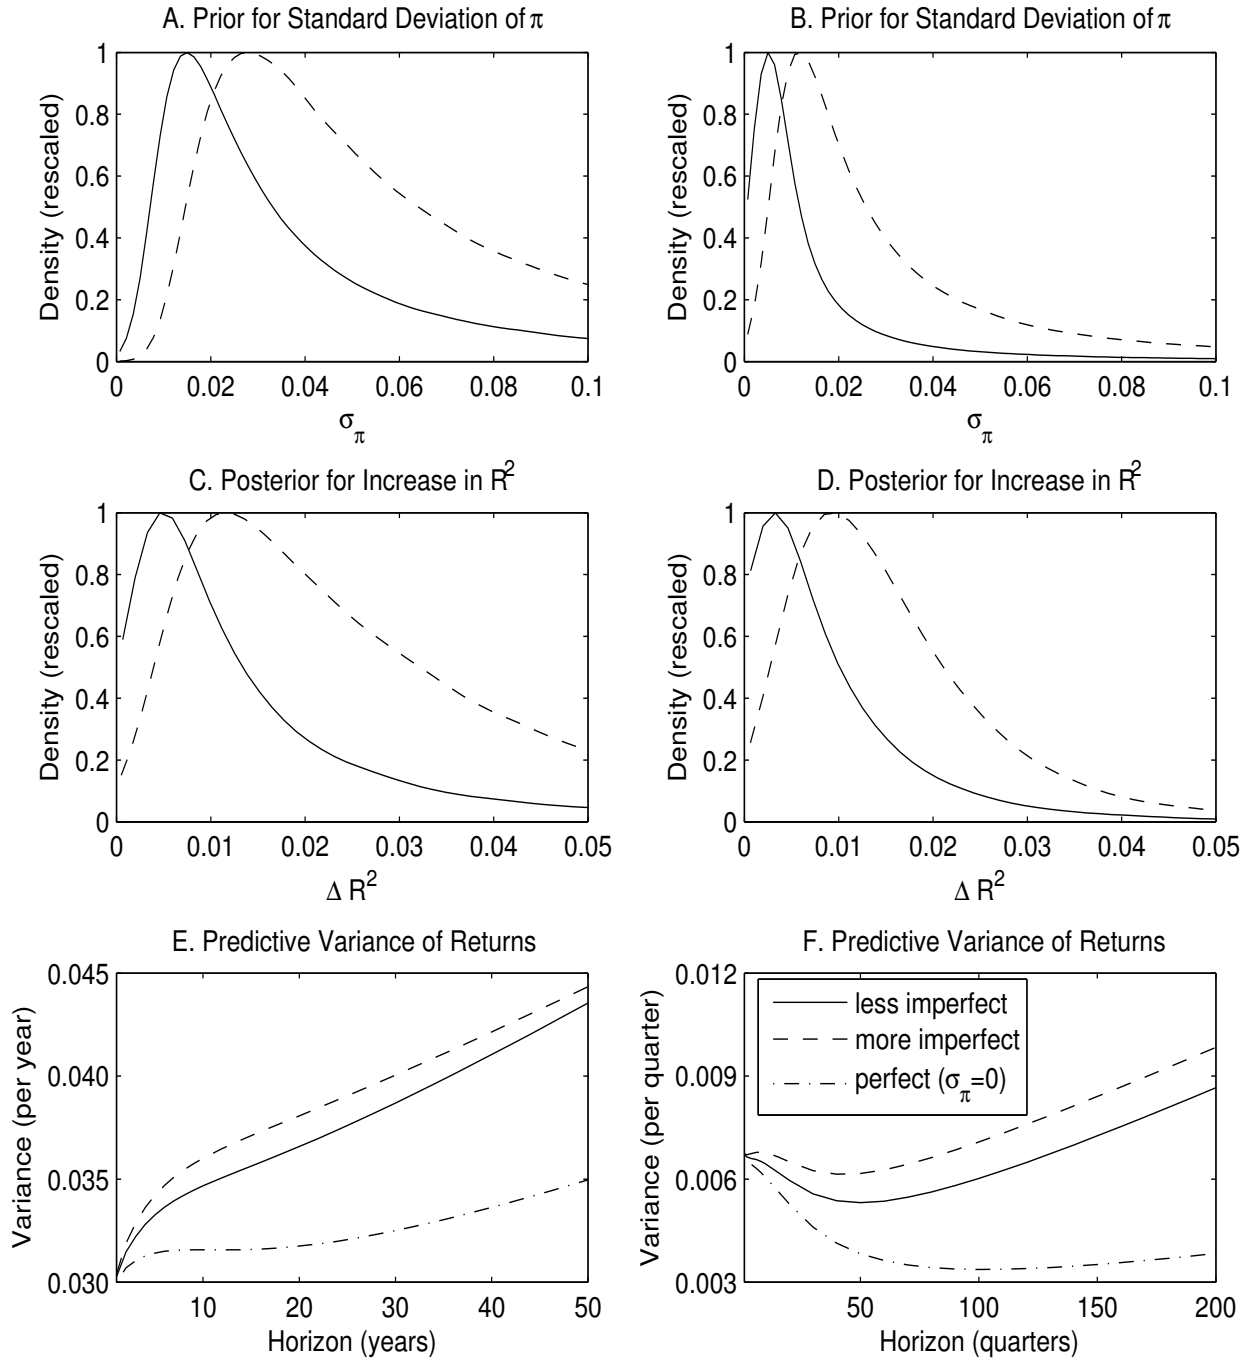 A. Prior for Standard Deviation of π
Density (rescaled)
1
0.8
0.6
0.4
0.2
0
0 0.02 0.04 0.06 0.08 0.1
σ_π
B. Prior for Standard Deviation of π
Density (rescaled)
1
0.8
0.6
0.4
0.2
0
0 0.02 0.04 0.06 0.08 0.1
σ_π
C. Posterior for Increase in R²
Density (rescaled)
1
0.8
0.6
0.4
0.2
0
0 0.01 0.02 0.03 0.04 0.05
Δ R²
D. Posterior for Increase in R²
Density (rescaled)
1
0.8
0.6
0.4
0.2
0
0 0.01 0.02 0.03 0.04 0.05
Δ R²
E. Predictive Variance of Returns
Variance (per year)
0.045
0.040
0.035
0.030
10 20 30 40 50
Horizon (years)
F. Predictive Variance of Returns
Variance (per quarter)
0.012
0.009
0.006
0.003
less imperfect
more imperfect
perfect (σ_π=0)
50 100 150 200
Horizon (quarters)